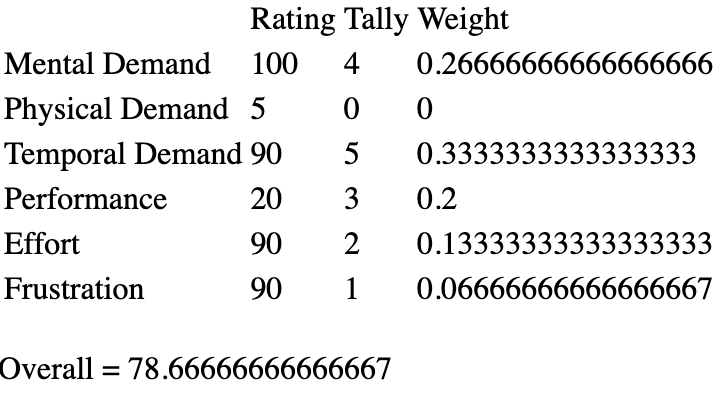 Rating Tally Weight
Mental Demand 100 4 0.26666666666666666
Physical Demand 5 0 0
Temporal Demand 90 5 0.3333333333333333
Performance 20 3 0.2
Effort 90 2 0.13333333333333333
Frustration 90 1 0.06666666666666667
Overall = 78.66666666666667